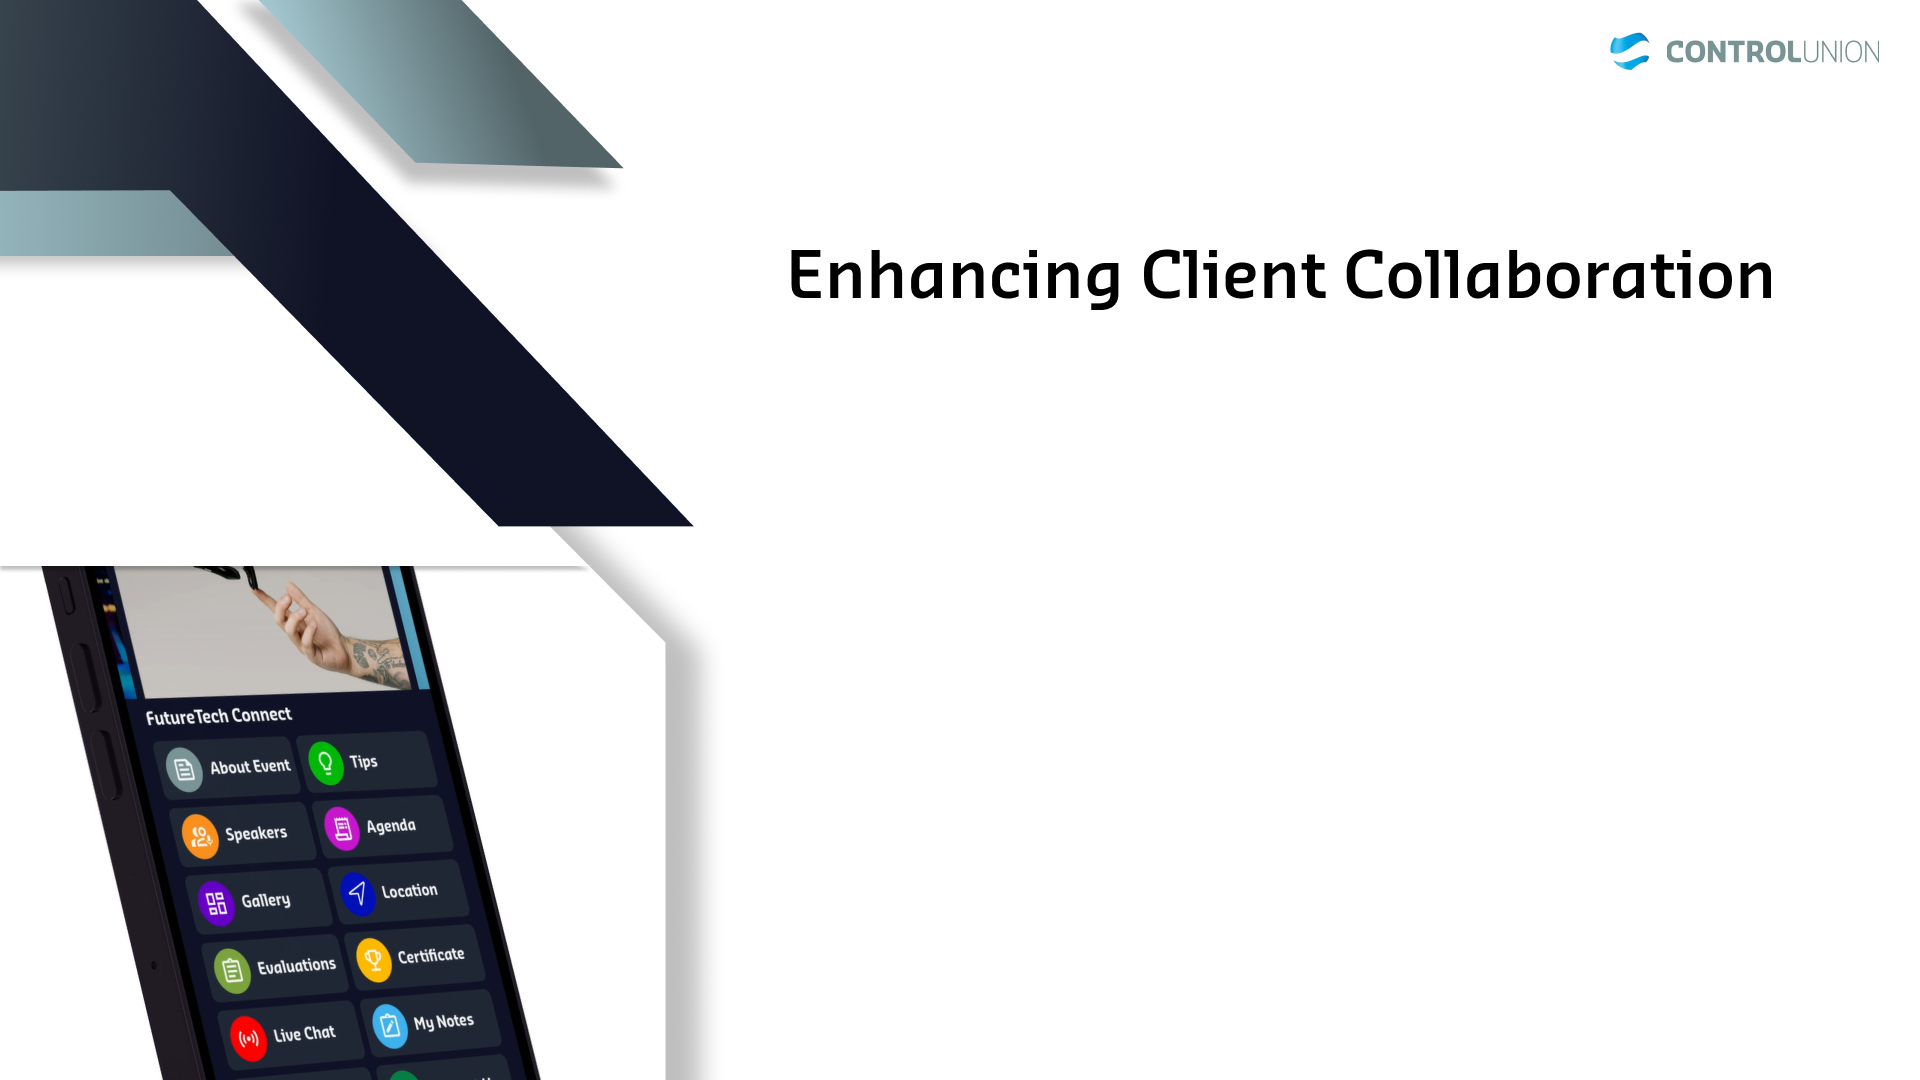 CONTROLUNION
Enhancing Client Collaboration
FutureTech Connect
About Event
Tips
Speakers
Agenda
Gallery
Location
Evaluations
Certificate
Live Chat
My Notes